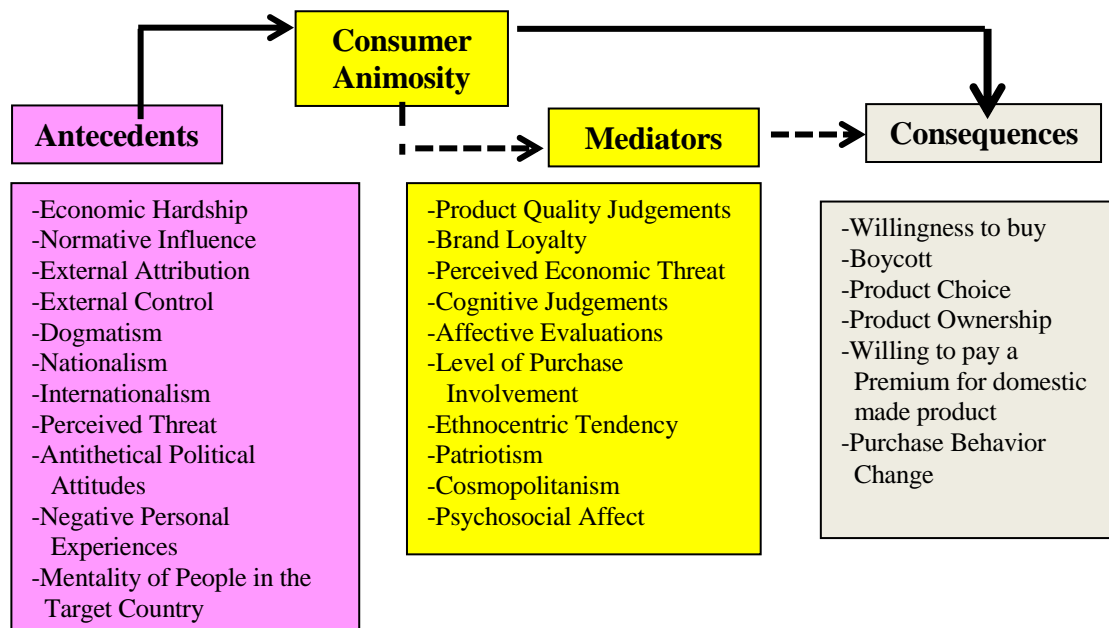 Consumer
Animosity
Antecedents
Mediators
Consequences
-Economic Hardship
-Normative Influence
-External Attribution
-External Control
-Dogmatism
-Nationalism
-Internationalism
-Perceived Threat
-Antithetical Political
Attitudes
-Negative Personal
Experiences
-Mentality of People in the
Target Country
-Product Quality Judgements
-Brand Loyalty
-Perceived Economic Threat
-Cognitive Judgements
-Affective Evaluations
-Level of Purchase
Involvement
-Ethnocentric Tendency
-Patriotism
-Cosmopolitanism
-Psychosocial Affect
-Willingness to buy
-Boycott
-Product Choice
-Product Ownership
-Willing to pay a
Premium for domestic
made product
-Purchase Behavior
Change